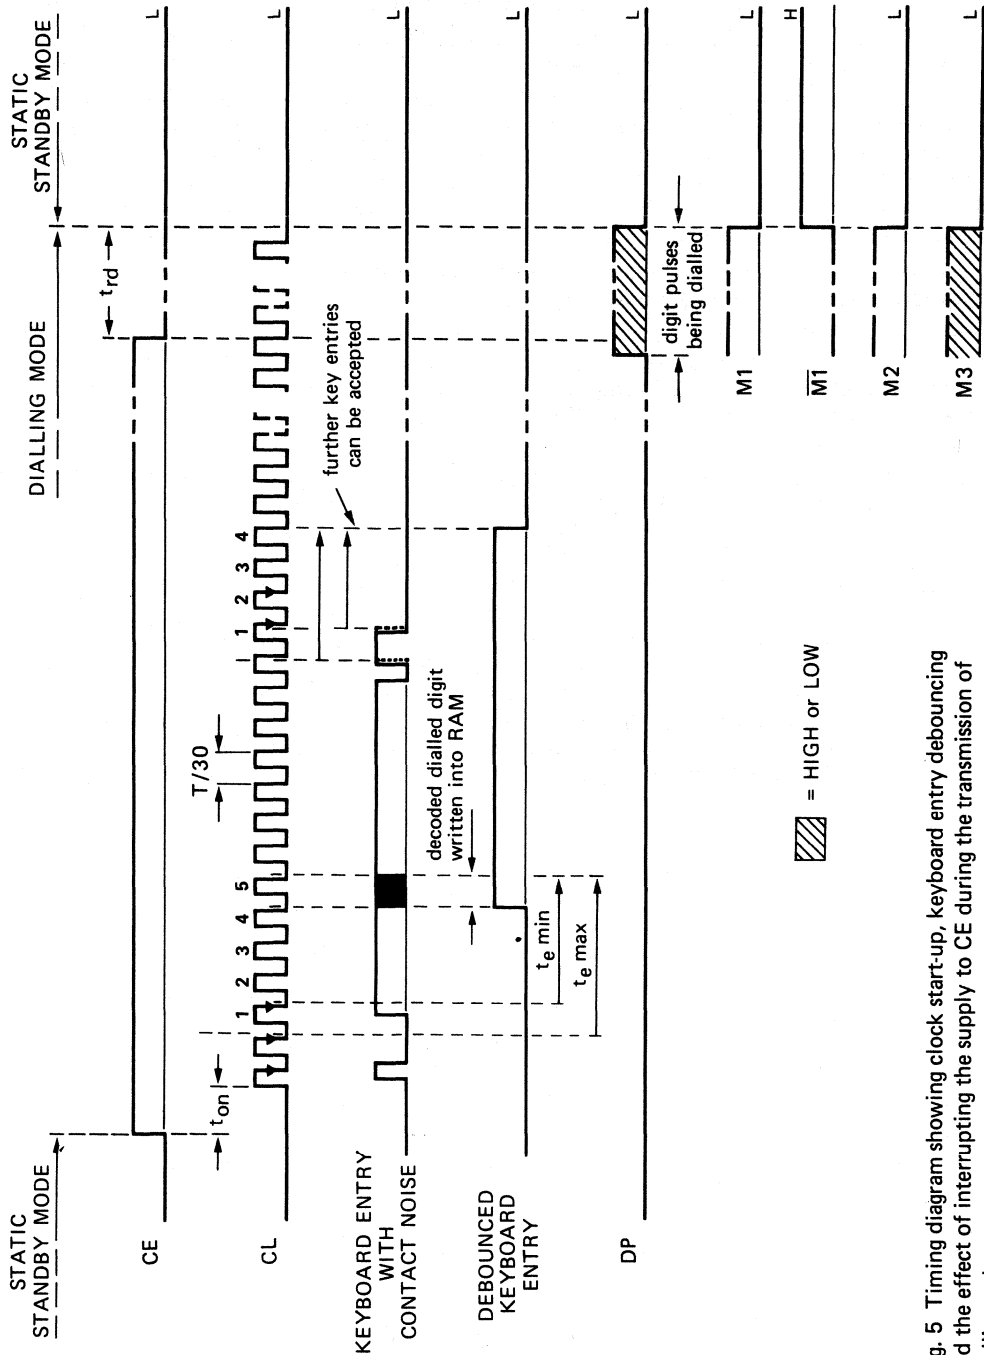 STATIC
STANDBY MODE
DIALLING MODE
STATIC
STANDBY MODE
CE
L
t_rd
t_on
T/30
CL
1 2 3 4 5
1 2 3 4
L
further key entries
can be accepted
KEYBOARD ENTRY
WITH
CONTACT NOISE
L
decoded dialled digit
written into RAM
DEBOUNCED
KEYBOARD
ENTRY
L
t_e min
t_e max
DP
L
digit pulses
being dialled
M1
L
M1
H
M2
L
M3
L
= HIGH or LOW
g. 5 Timing diagram showing clock start-up, keyboard entry debouncing
d the effect of interrupting the supply to CE during the transmission of